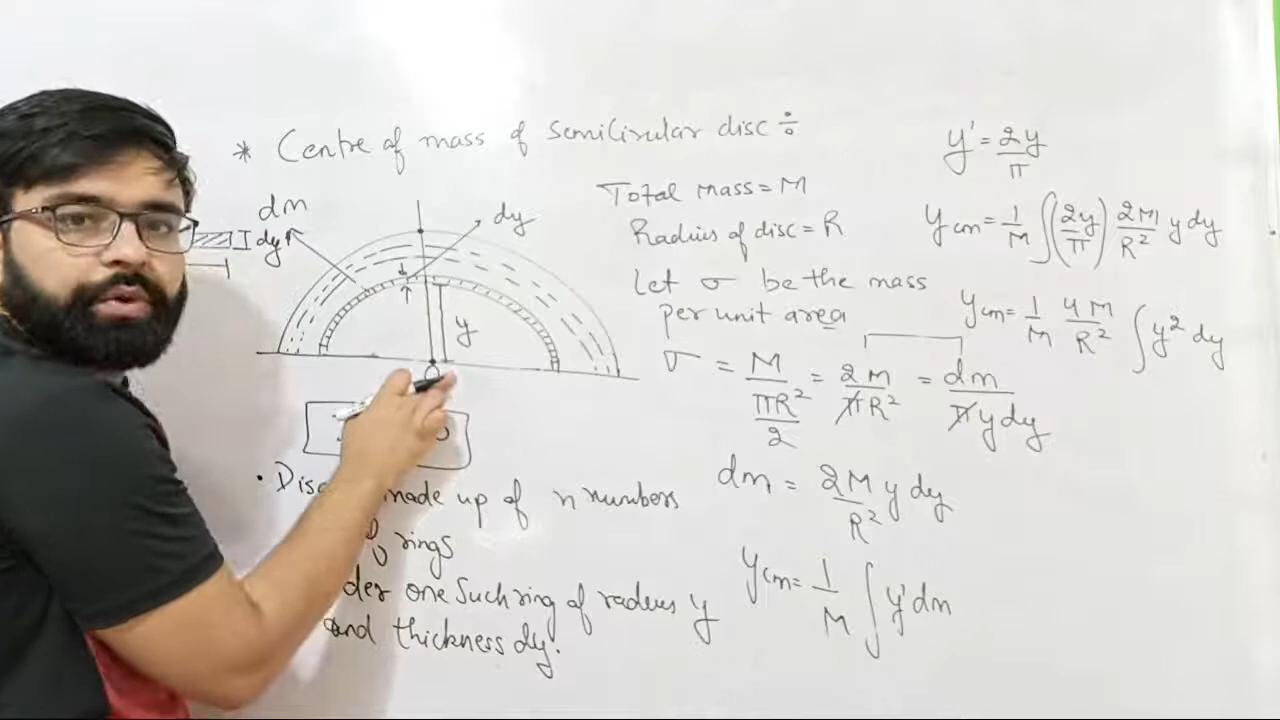 * Centre of mass of Semicircular disc ÷
dm
dy
dy
y
Total mass = M
Radius of disc = R
Let σ be the mass
per unit area
σ = M/(πR²/2) = 2M/πR² = dm/πydy
dm = 2M/R² y dy
ycm = 1/M ∫ y'dm
y' = 2y/π
ycm = 1/M ∫ (2y/π) 2M/R² y dy
ycm = 1/M 4M/R² ∫ y² dy
made up of n numbers
rings
one Such ring of radius y
and thickness dy.